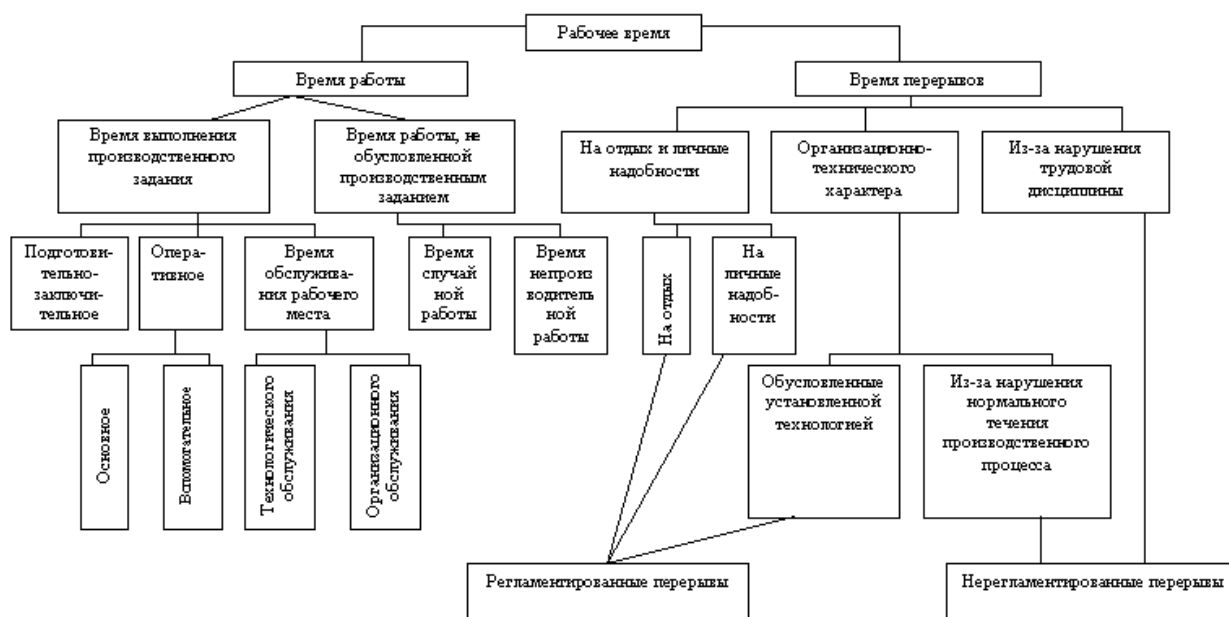 Рабочее время
Время работы
Время перерывов
Время выполнения
производственного
задания
Время работы, не
обусловленной
производственным
заданием
На отдых и личные
надобности
Организационно-
технического
характера
Из-за нарушения
трудовой
дисциплины
Подготови-
тельно-
заключи-
тельное
Опера-
тивное
Время
обслужива-
ния рабочего
места
Время
случай
ной
работы
Время
непроиз
водитель
ной
работы
На отдых
На
личные
надоб-
ности
Основное
Вспомогательное
Технологического
обслуживания
Организационного
обслуживания
Обусловленные
установленной
технологией
Из-за нарушения
нормального
течения
производственного
процесса
Регламентированные перерывы
Нерегламентированные перерывы